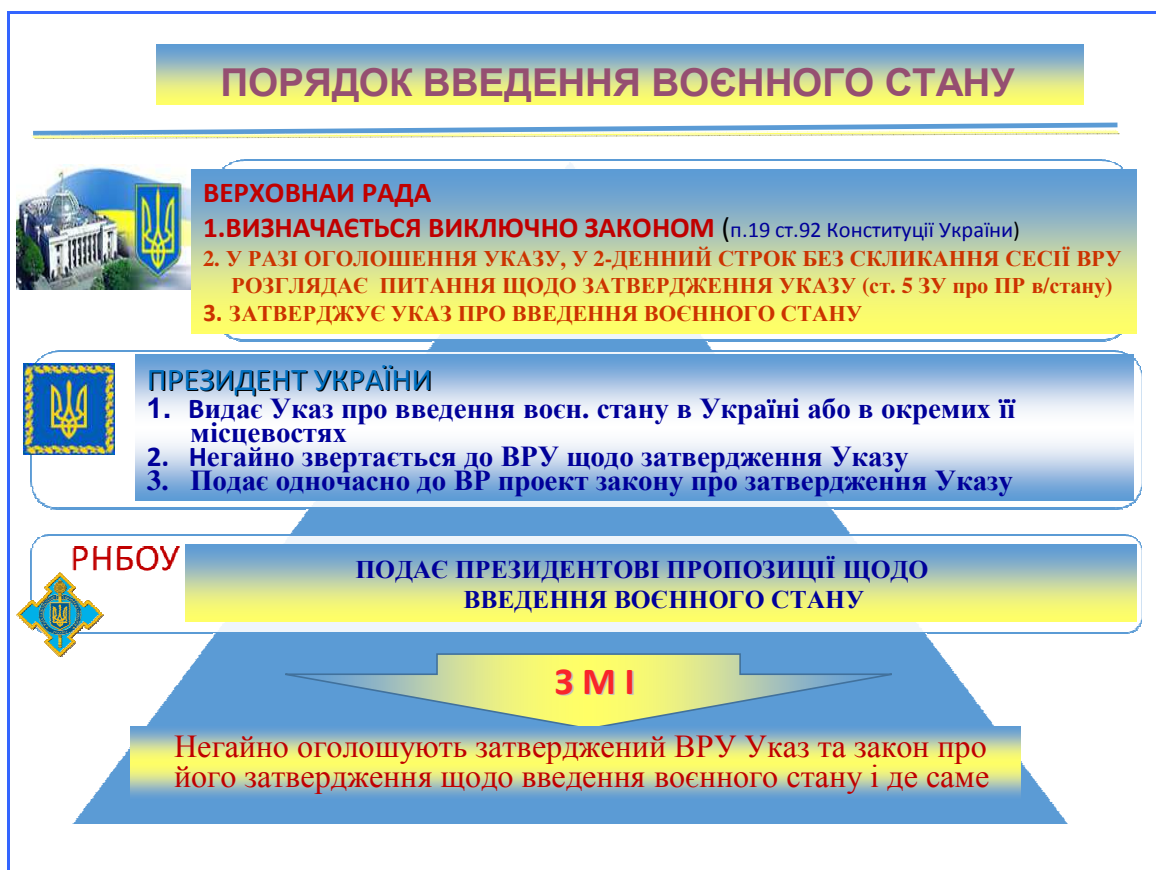 ПОРЯДОК ВВЕДЕННЯ ВОЄННОГО СТАНУ
ВЕРХОВНАИ РАДА
1.ВИЗНАЧАЄТЬСЯ ВИКЛЮЧНО ЗАКОНОМ (п.19 ст.92 Конституції України)
2. У РАЗІ ОГОЛОШЕННЯ УКАЗУ, У 2-ДЕННИЙ СТРОК БЕЗ СКЛИКАННЯ СЕСІЇ ВРУ
РОЗГЛЯДАЄ ПИТАННЯ ЩОДО ЗАТВЕРДЖЕННЯ УКАЗУ (ст. 5 ЗУ про ПР в/стану)
3. ЗАТВЕРДЖУЄ УКАЗ ПРО ВВЕДЕННЯ ВОЄННОГО СТАНУ
ПРЕЗИДЕНТ УКРАЇНИ
1. Видає Указ про введення воєн. стану в Україні або в окремих її
місцевостях
2. Негайно звертається до ВРУ щодо затвердження Указу
3. Подає одночасно до ВР проект закону про затвердження Указу
РНБОУ
ПОДАЄ ПРЕЗИДЕНТОВІ ПРОПОЗИЦІЇ ЩОДО
ВВЕДЕННЯ ВОЄННОГО СТАНУ
З М І
Негайно оголошують затверджений ВРУ Указ та закон про
його затвердження щодо введення воєнного стану і де саме